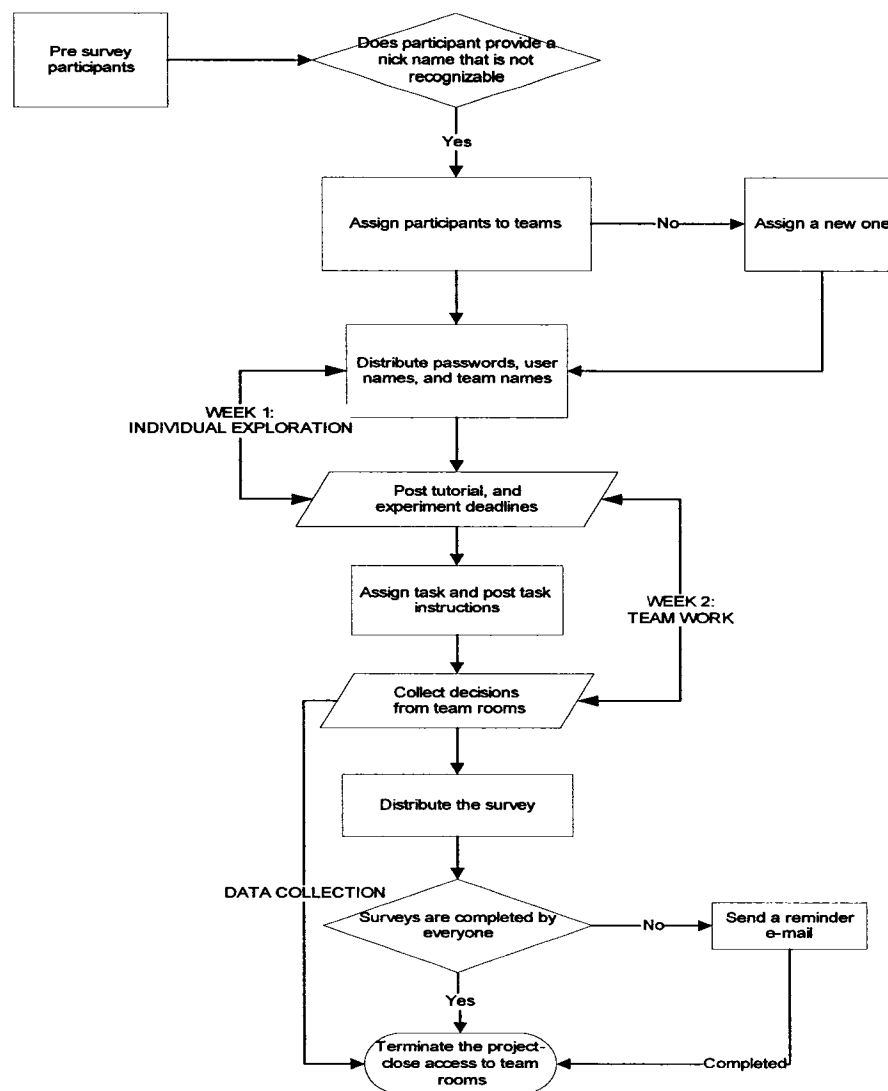 Pre survey
participants
Does participant provide a
nick name that is not
recognizable
Yes
Assign participants to teams
No
Assign a new one
Distribute passwords, user
names, and team names
WEEK 1:
INDIVIDUAL EXPLORATION
Post tutorial, and
experiment deadlines
Assign task and post task
instructions
WEEK 2:
TEAM WORK
Collect decisions
from team rooms
Distribute the survey
DATA COLLECTION
Surveys are completed by
everyone
No
Send a reminder
e-mail
Yes
Terminate the project-
close access to team
rooms
Completed